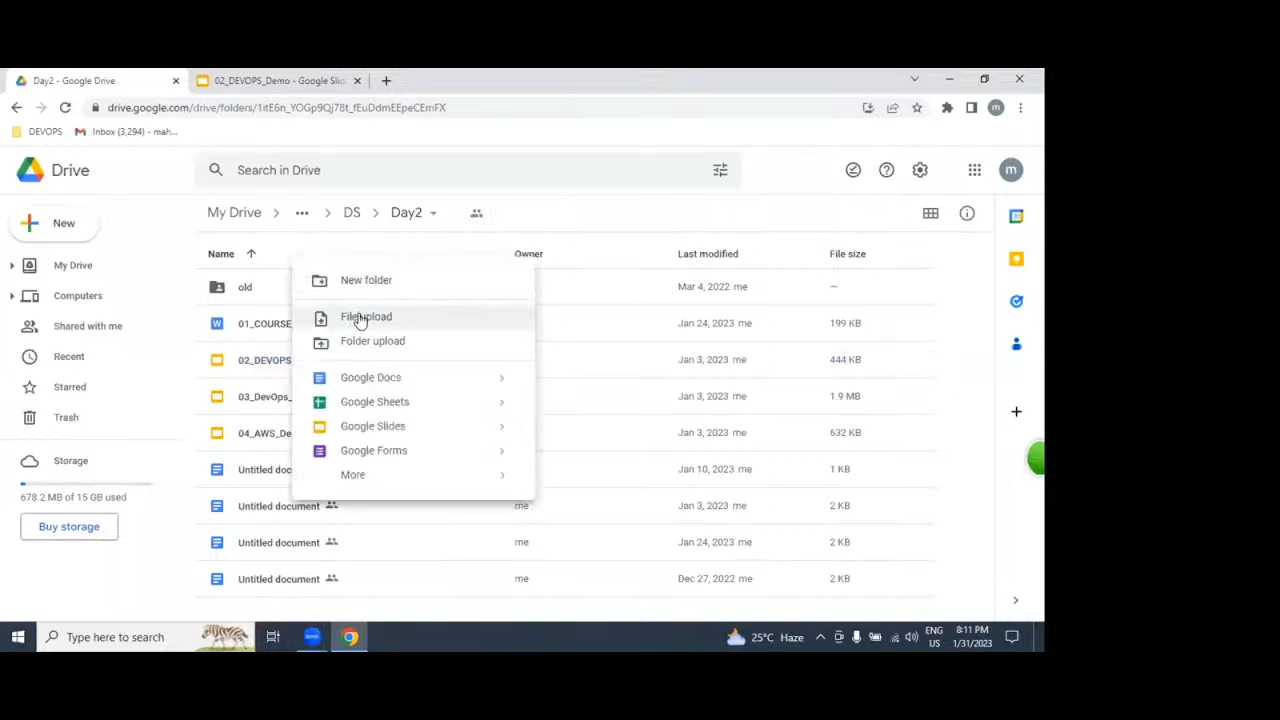 Day2 - Google Drive
02_DEVOPS_Demo - Google Slid
drive.google.com/drive/folders/1itE6n_YOGp9Qj78t_fEuDdmEEpeCEmFX
DEVOPS
Inbox (3,294) - mah...
Drive
Search in Drive
m
New
My Drive
...
DS
Day2
My Drive
Computers
Shared with me
Recent
Starred
Trash
Storage
678.2 MB of 15 GB used
Buy storage
Name
Owner
Last modified
File size
old
Mar 4, 2022 me
–
01_COURSE_
Jan 24, 2023 me
199 KB
02_DEVOPS
Jan 3, 2023 me
444 KB
03_DevOps_
Jan 3, 2023 me
1.9 MB
04_AWS_De
Jan 3, 2023 me
632 KB
Untitled doc
Jan 10, 2023 me
1 KB
Untitled document
me
Jan 3, 2023 me
2 KB
Untitled document
me
Jan 24, 2023 me
2 KB
Untitled document
me
Dec 27, 2022 me
2 KB
New folder
File upload
Folder upload
Google Docs
Google Sheets
Google Slides
Google Forms
More
Type here to search
25°C Haze
ENG
US
8:11 PM
1/31/2023